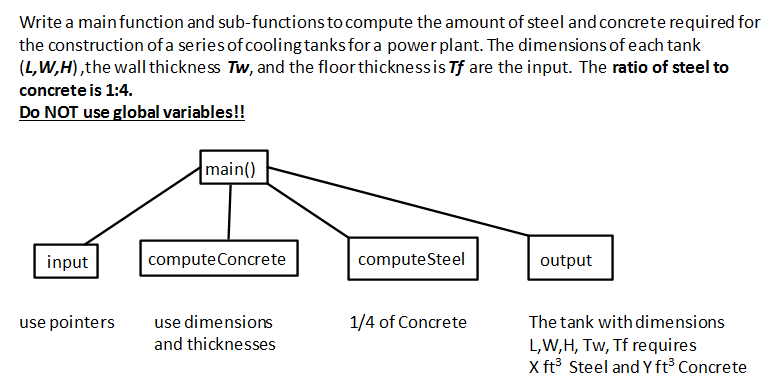 Write a main function and sub-functions to compute the amount of steel and concrete required for
the construction of a series of cooling tanks for a power plant. The dimensions of each tank
(L,W,H),the wall thickness Tw, and the floor thickness is Tf are the input. The ratio of steel to
concrete is 1:4.
Do NOT use global variables!!
main()
input
computeConcrete
computeSteel
output
use pointers
use dimensions
and thicknesses
1/4 of Concrete
The tank with dimensions
L,W,H, Tw, Tf requires
X ft³ Steel and Y ft³ Concrete